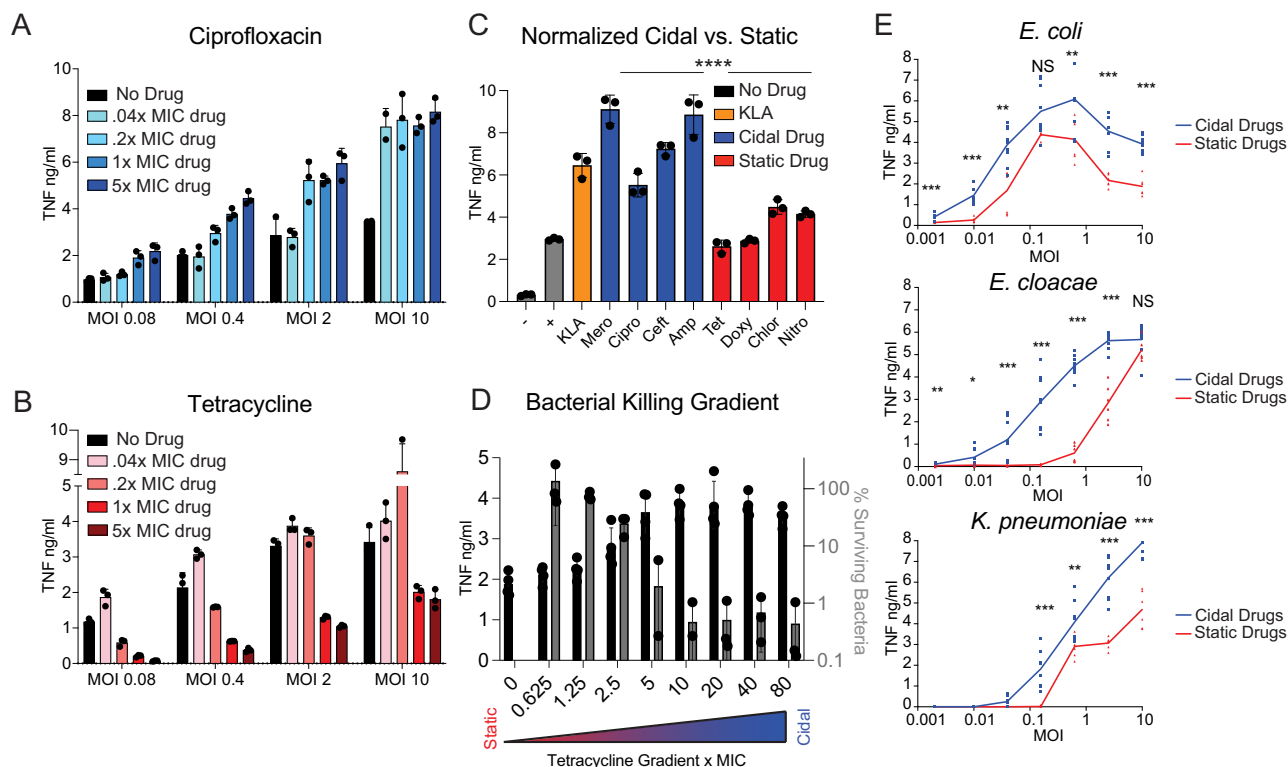 A
Ciprofloxacin
TNF ng/ml
10
8
6
4
2
0
No Drug
.04x MIC drug
.2x MIC drug
1x MIC drug
5x MIC drug
MOI 0.08
MOI 0.4
MOI 2
MOI 10
B
Tetracycline
TNF ng/ml
10
9
8
7
6
5
5
4
3
2
1
0
No Drug
.04x MIC drug
.2x MIC drug
1x MIC drug
5x MIC drug
MOI 0.08
MOI 0.4
MOI 2
MOI 10
C
Normalized Cidal vs. Static
****
TNF ng/ml
10
8
6
4
2
0
No Drug
KLA
Cidal Drug
Static Drug
-
+
KLA
Mero
Cipro
Ceft
Amp
Tet
Doxy
Chlor
Nitro
D
Bacterial Killing Gradient
TNF ng/ml
5
4
3
2
1
0
100
10
1
0.1
% Surviving Bacteria
0
0.625
1.25
2.5
5
10
20
40
80
Static
Cidal
Tetracycline Gradient x MIC
E
E. coli
TNF ng/ml
8
7
6
5
4
3
2
1
0
***
***
**
NS
**
***
***
Cidal Drugs
Static Drugs
0.001
0.01
0.1
1
10
MOI
E. cloacae
TNF ng/ml
8
7
6
5
4
3
2
1
0
**
*
***
***
***
***
NS
Cidal Drugs
Static Drugs
0.001
0.01
0.1
1
10
MOI
K. pneumoniae
TNF ng/ml
8
7
6
5
4
3
2
1
0
***
**
***
***
Cidal Drugs
Static Drugs
0.001
0.01
0.1
1
10
MOI